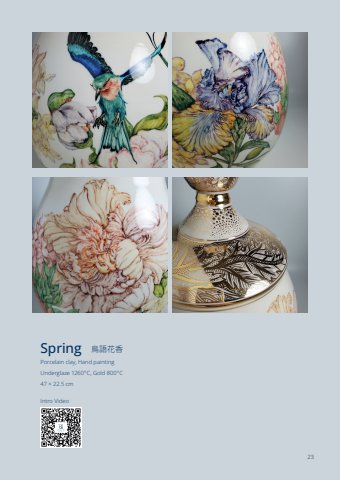 Spring 鳥語花香
Porcelain clay, Hand painting
Underglaze 1260°C, Gold 800°C
47 × 22.5 cm
Intro Video
23